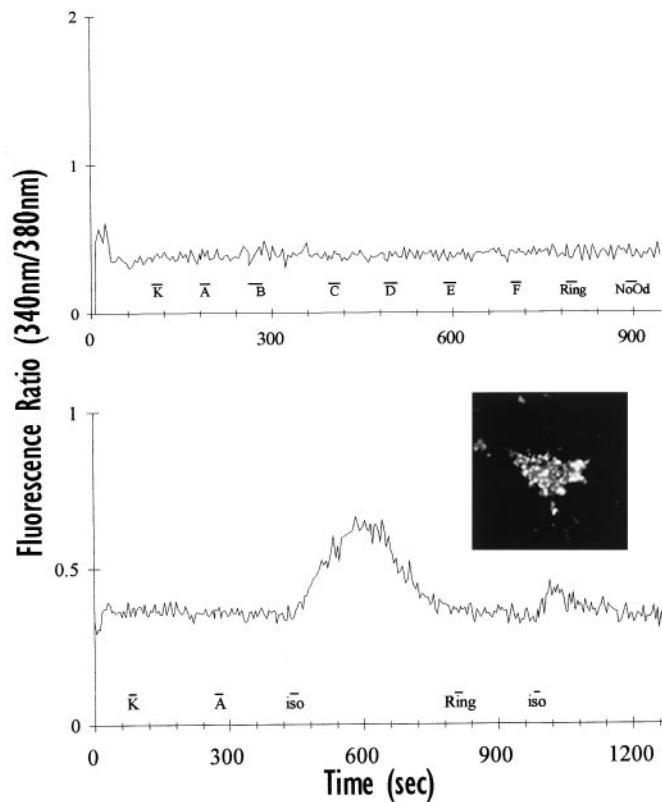 Fluorescence Ratio (340nm/380nm)
2
1
0
K A B C D E F Ring NoOd
0 300 600 900
1
0.5
0
K A iso Ring iso
0 300 600 900 1200
Time (sec)